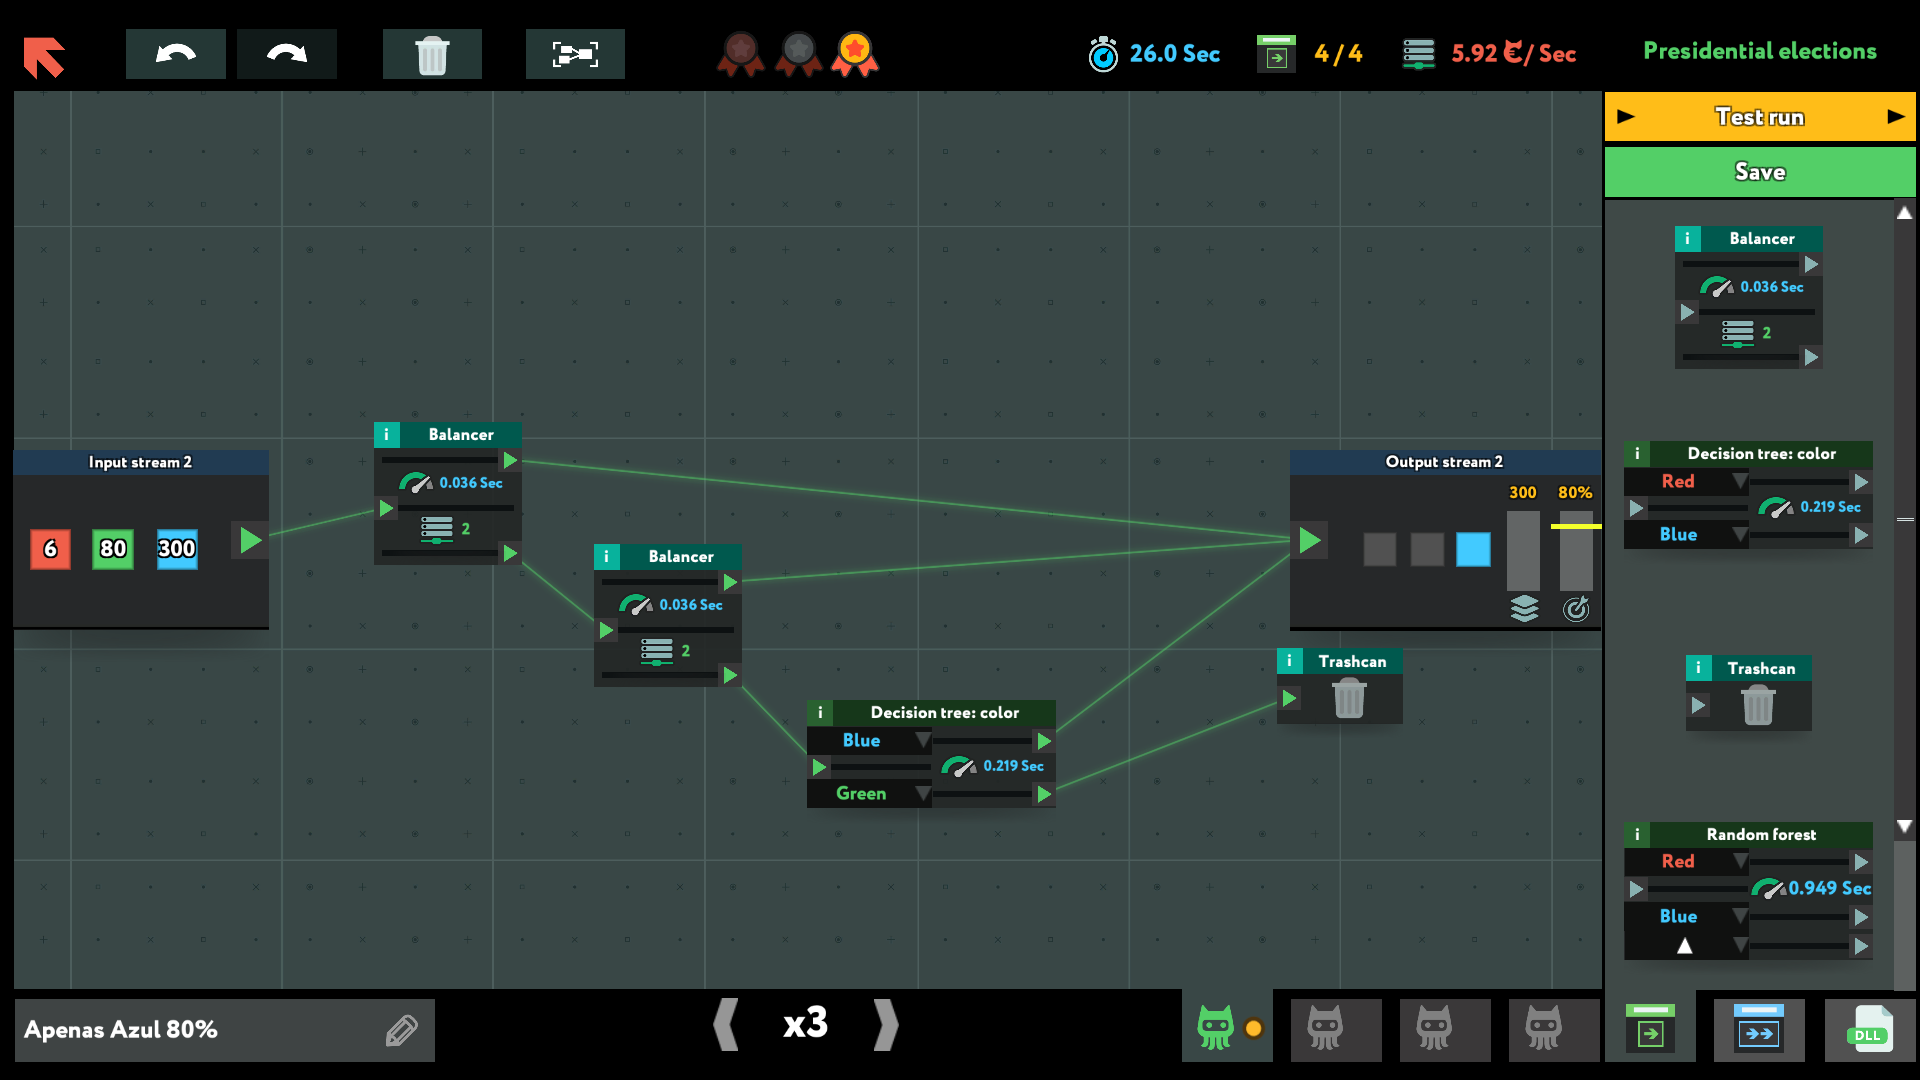 26.0 Sec
4 / 4
5.92 €/ Sec
Presidential elections
Test run
Save
i Balancer
0.036 Sec
2
i Decision tree: color
Red
0.219 Sec
Blue
i Trashcan
i Random forest
Red
0.949 Sec
Blue
Input stream 2
6 80 300
i Balancer
0.036 Sec
2
i Balancer
0.036 Sec
2
i Decision tree: color
Blue
0.219 Sec
Green
Output stream 2
300 80%
i Trashcan
Apenas Azul 80%
x3
DLL